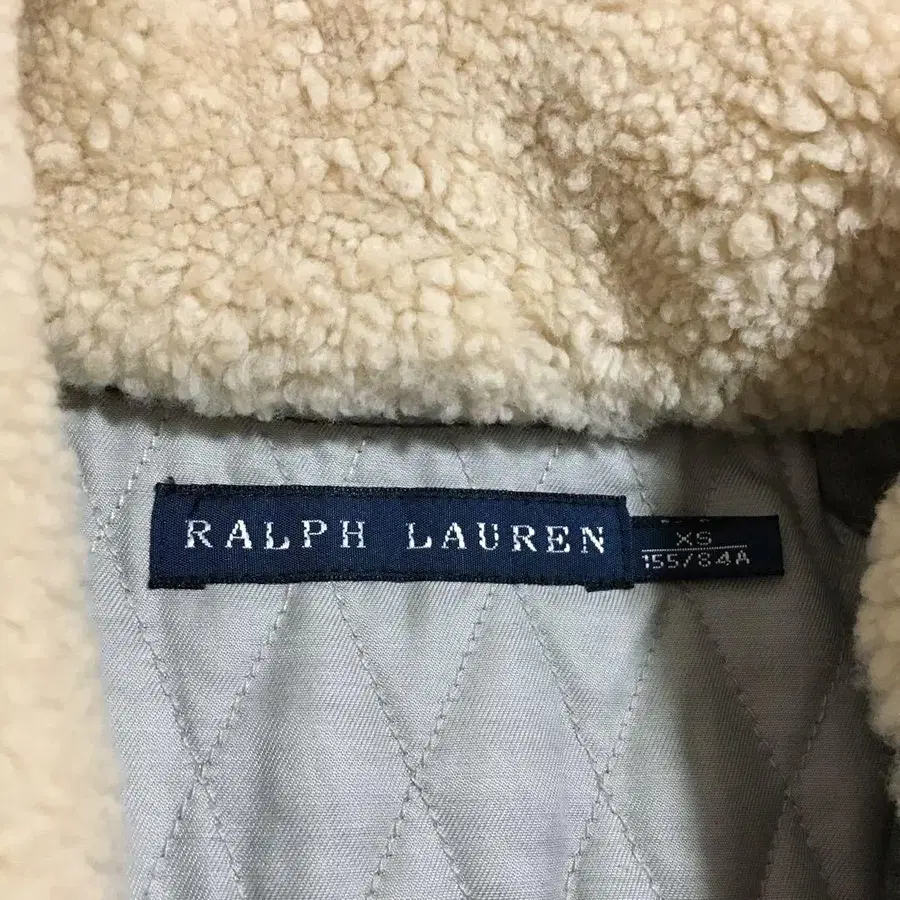 RALPH LAUREN
XS
155/84A